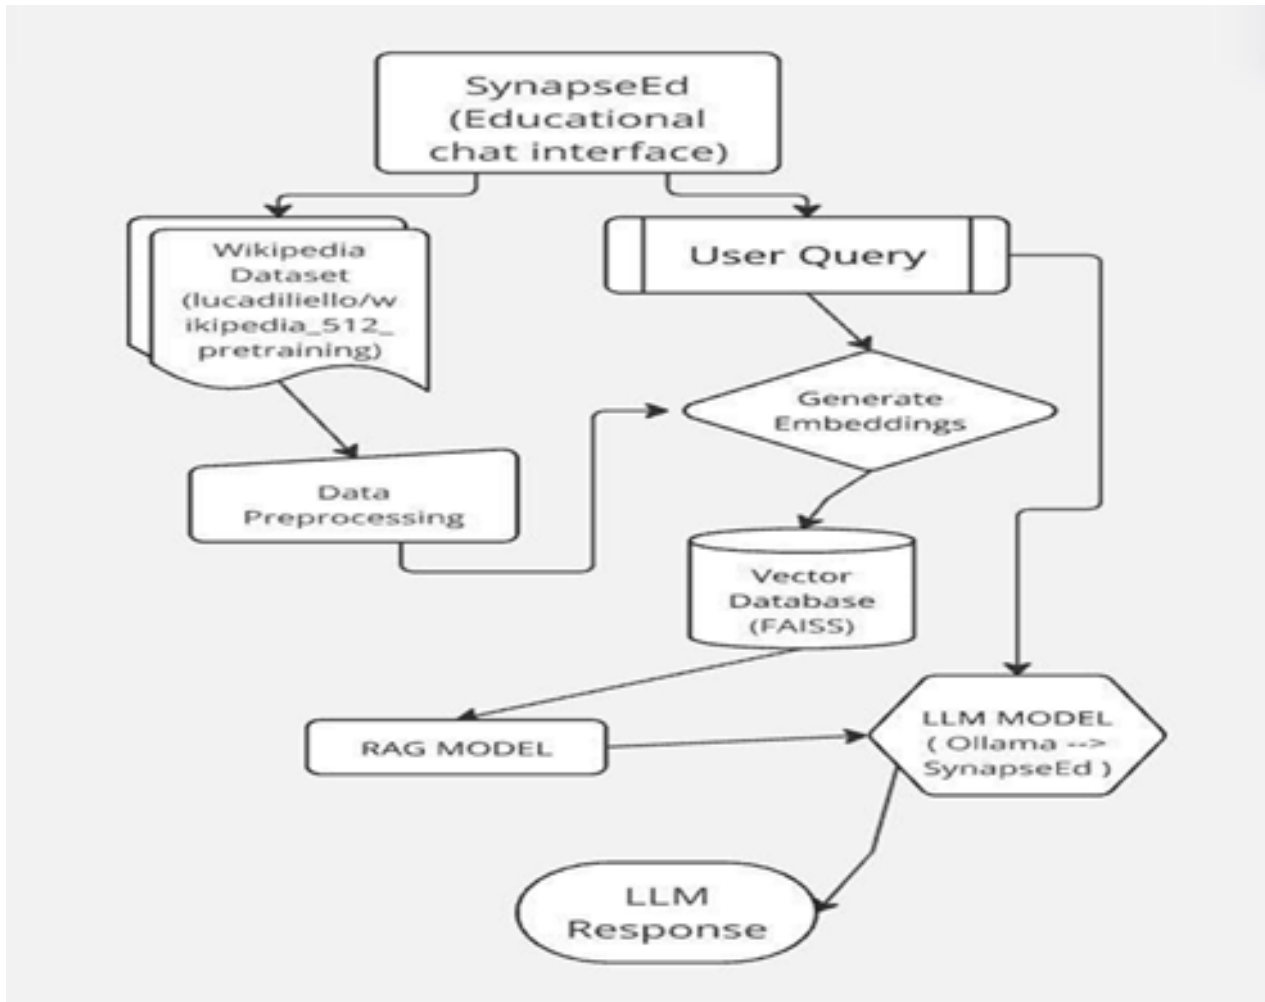 SynapseEd
(Educational
chat interface)
Wikipedia
Dataset
(lucadiliello/w
ikipedia_512_
pretraining)
User Query
Generate
Embeddings
Data
Preprocessing
Vector
Database
(FAISS)
RAG MODEL
LLM MODEL
( Ollama -->
SynapseEd )
LLM
Response